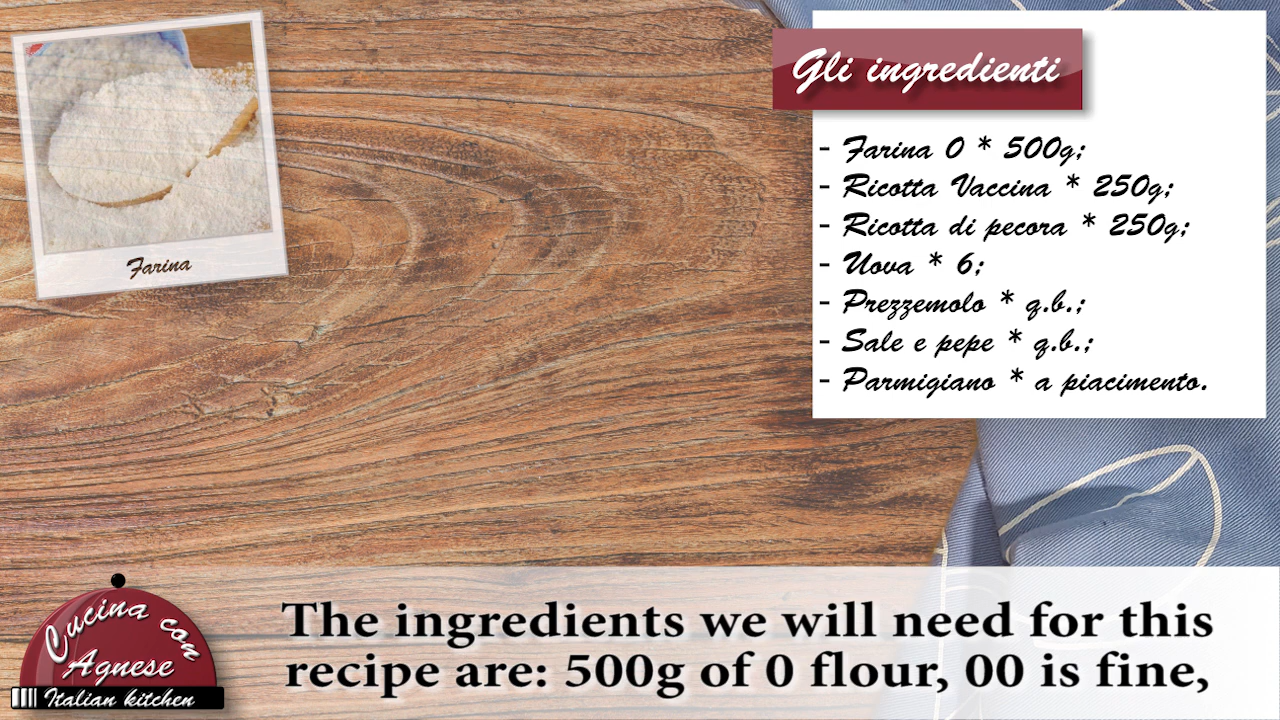 Gli ingredienti
- Farina 0 * 500g;
- Ricotta Vaccina * 250g;
- Ricotta di pecora * 250g;
- Uova * 6;
- Prezzemolo * q.b.;
- Sale e pepe * q.b.;
- Parmigiano * a piacimento.
Farina
Cucina con
Agnese
Italian kitchen
The ingredients we will need for this
recipe are: 500g of 0 flour, 00 is fine,